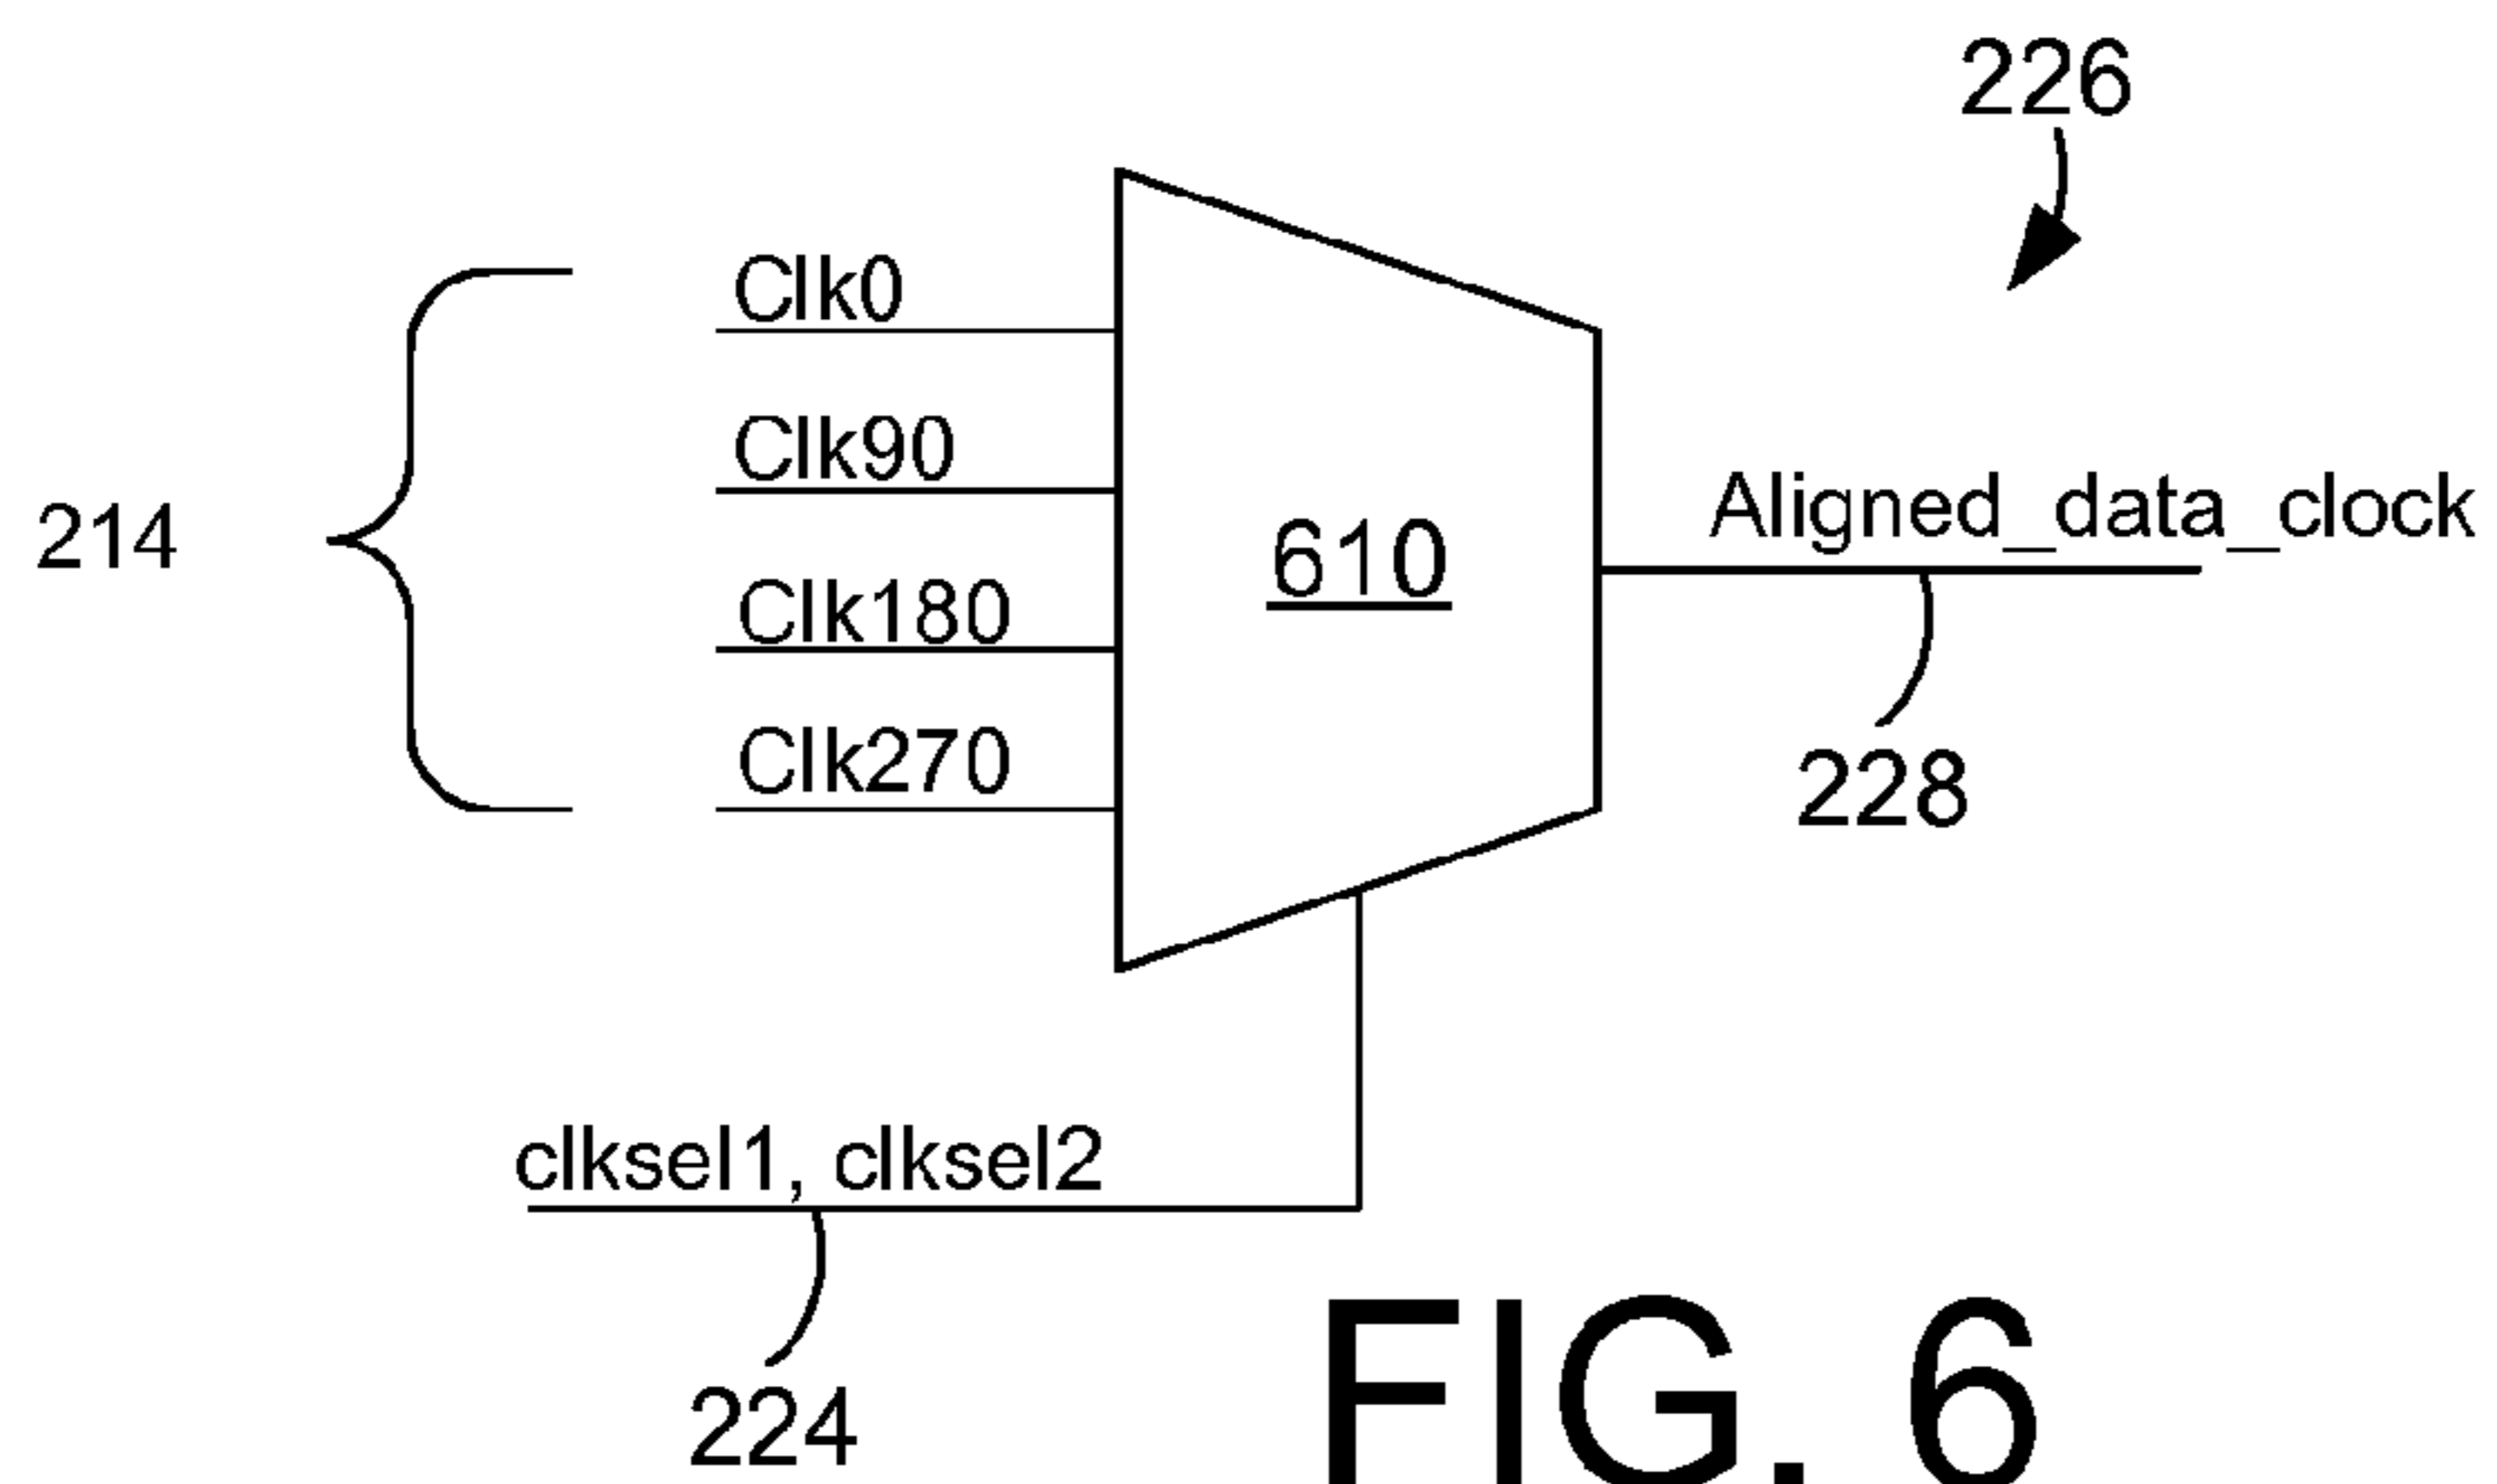 226
Clk0
Clk90
214
610
Aligned_data_clock
Clk180
Clk270
228
clksel1, clksel2
224
FIG. 6